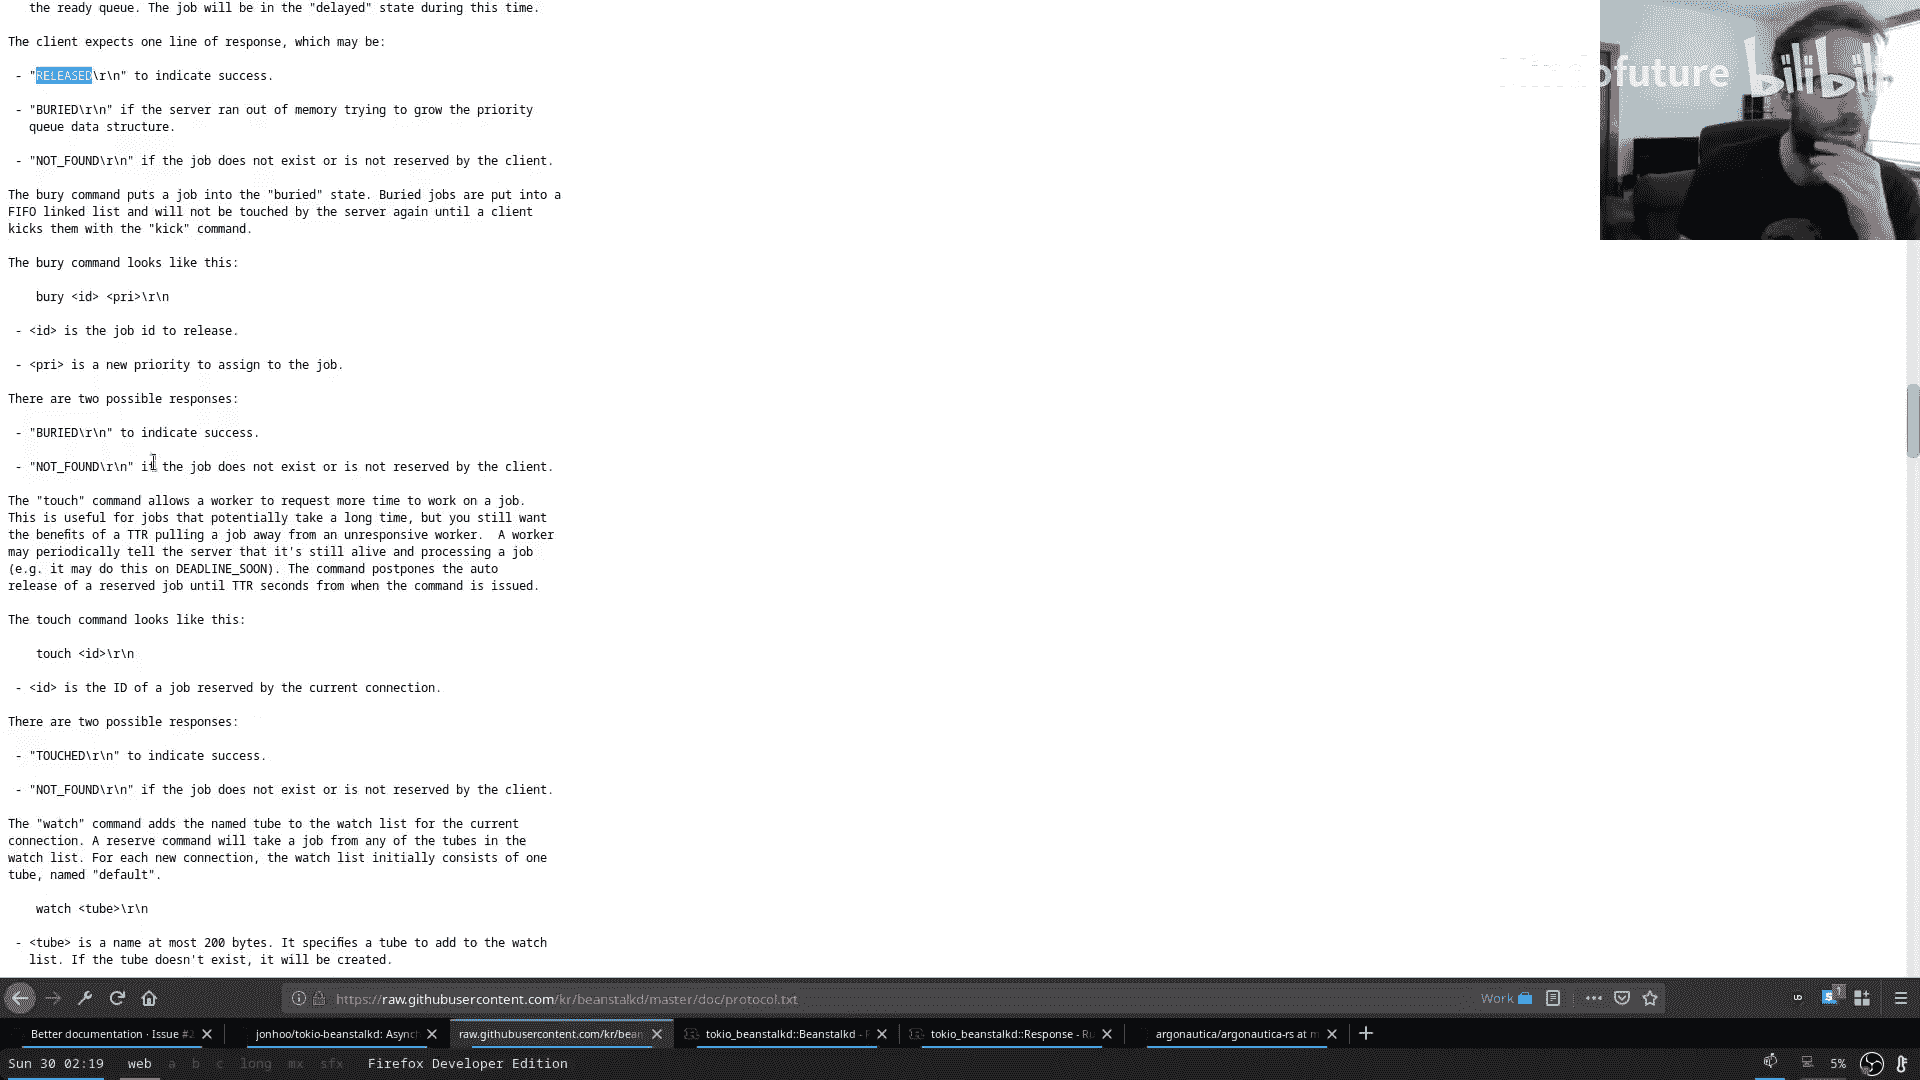 the ready queue. The job will be in the "delayed" state during this time.
The client expects one line of response, which may be:
- "RELEASED\r\n" to indicate success.
- "BURIED\r\n" if the server ran out of memory trying to grow the priority
queue data structure.
- "NOT_FOUND\r\n" if the job does not exist or is not reserved by the client.
The bury command puts a job into the "buried" state. Buried jobs are put into a
FIFO linked list and will not be touched by the server again until a client
kicks them with the "kick" command.
The bury command looks like this:
bury <id> <pri>\r\n
- <id> is the job id to release.
- <pri> is a new priority to assign to the job.
There are two possible responses:
- "BURIED\r\n" to indicate success.
- "NOT_FOUND\r\n" if the job does not exist or is not reserved by the client.
The "touch" command allows a worker to request more time to work on a job.
This is useful for jobs that potentially take a long time, but you still want
the benefits of a TTR pulling a job away from an unresponsive worker.  A worker
may periodically tell the server that it's still alive and processing a job
(e.g. it may do this on DEADLINE_SOON). The command postpones the auto
release of a reserved job until TTR seconds from when the command is issued.
The touch command looks like this:
touch <id>\r\n
- <id> is the ID of a job reserved by the current connection.
There are two possible responses:
- "TOUCHED\r\n" to indicate success.
- "NOT_FOUND\r\n" if the job does not exist or is not reserved by the client.
The "watch" command adds the named tube to the watch list for the current
connection. A reserve command will take a job from any of the tubes in the
watch list. For each new connection, the watch list initially consists of one
tube, named "default".
watch <tube>\r\n
- <tube> is a name at most 200 bytes. It specifies a tube to add to the watch
list. If the tube doesn't exist, it will be created.
ofuture bilibili
https://raw.githubusercontent.com/kr/beanstalkd/master/doc/protocol.txt Work 1
Better documentation · Issue #2 jonhoo/tokio-beanstalkd: Async raw.githubusercontent.com/kr/bean tokio_beanstalkd::Beanstalkd - tokio_beanstalkd::Response - Ru argonautica/argonautica-rs at m
Sun 30 02:19 web a b c long mx sfx Firefox Developer Edition 5%